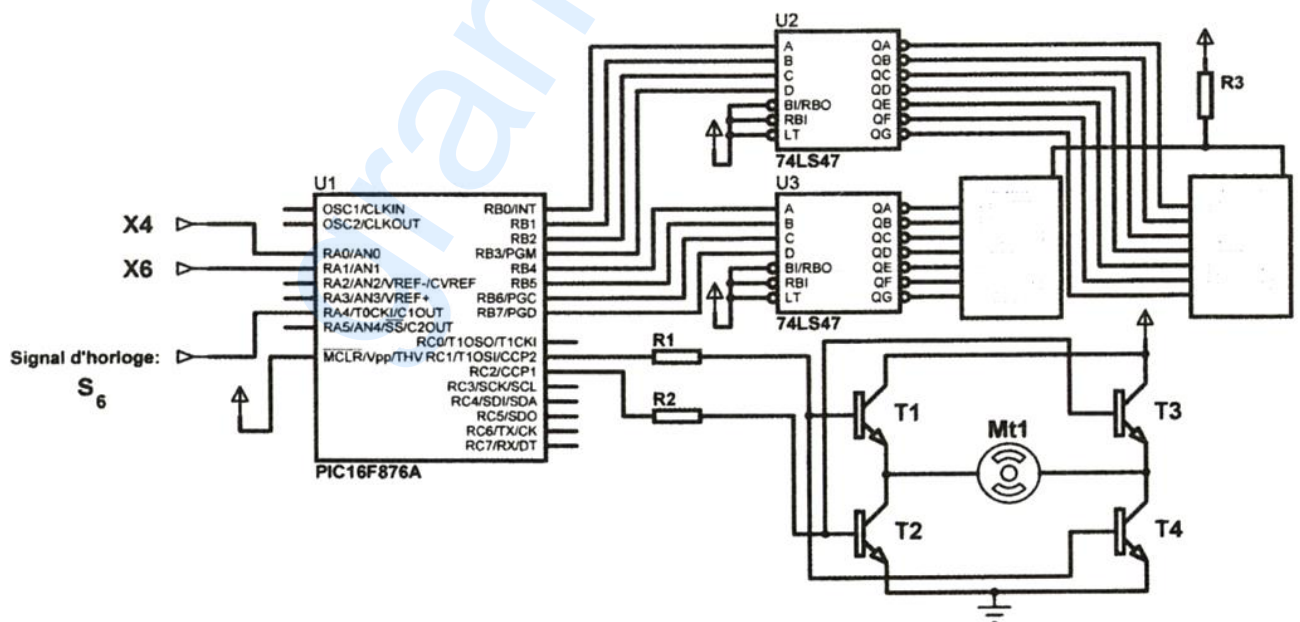 U2
A QA
B QB
C QC
D QD
BI/RBO QE
RBI QF
LT QG
74LS47
R3
U1
OSC1/CLKIN RB0/INT
OSC2/CLKOUT RB1
RB2
RA0/AN0 RB3/PGM
RA1/AN1 RB4
RA2/AN2/VREF-/CVREF RB5
RA3/AN3/VREF+ RB6/PGC
RA4/T0CKI/C1OUT RB7/PGD
RA5/AN4/SS/C2OUT
RC0/T1OSO/T1CKI
MCLR/Vpp/THV RC1/T1OSI/CCP2
RC2/CCP1
RC3/SCK/SCL
RC4/SDI/SDA
RC5/SDO
RC6/TX/CK
RC7/RX/DT
PIC16F876A
X4
X6
Signal d'horloge:
S6
U3
A QA
B QB
C QC
D QD
BI/RBO QE
RBI QF
LT QG
74LS47
R1
R2
T1
T3
Mt1
T2
T4
gran